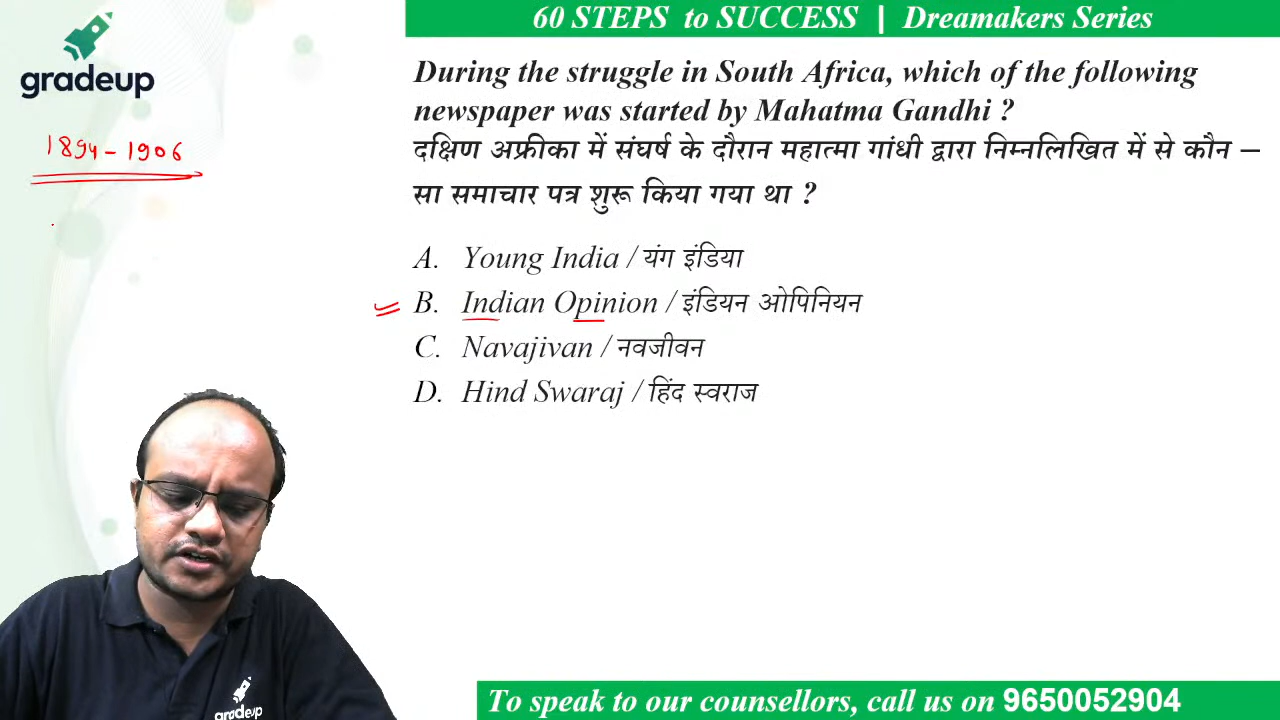 60 STEPS to SUCCESS | Dreamakers Series
gradeup
1894 - 1906
During the struggle in South Africa, which of the following
newspaper was started by Mahatma Gandhi ?
दक्षिण अफ्रीका में संघर्ष के दौरान महात्मा गांधी द्वारा निम्नलिखित में से कौन –
सा समाचार पत्र शुरू किया गया था ?
A. Young India / यंग इंडिया
B. Indian Opinion / इंडियन ओपिनियन
C. Navajivan / नवजीवन
D. Hind Swaraj / हिंद स्वराज
gradeup
To speak to our counsellors, call us on 9650052904